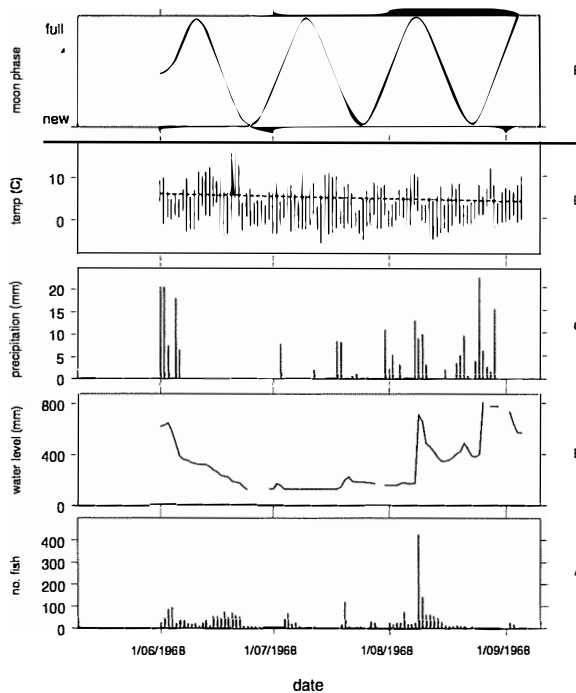 full
moon phase
new
temp (C)
10
0
precipitation (mm)
20
15
10
5
0
water level (mm)
800
400
0
no. fish
400
300
200
100
0
1/06/1968 1/07/1968 1/08/1968 1/09/1968
date